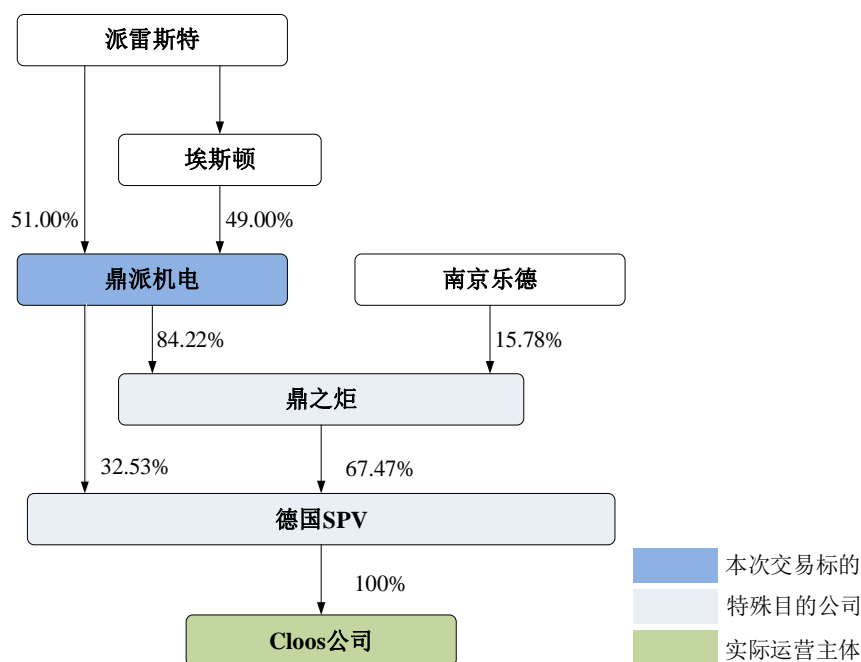 派雷斯特
埃斯顿
51.00%
49.00%
鼎派机电
南京乐德
84.22%
15.78%
鼎之炬
32.53%
67.47%
德国SPV
100%
Cloos公司
本次交易标的
特殊目的公司
实际运营主体